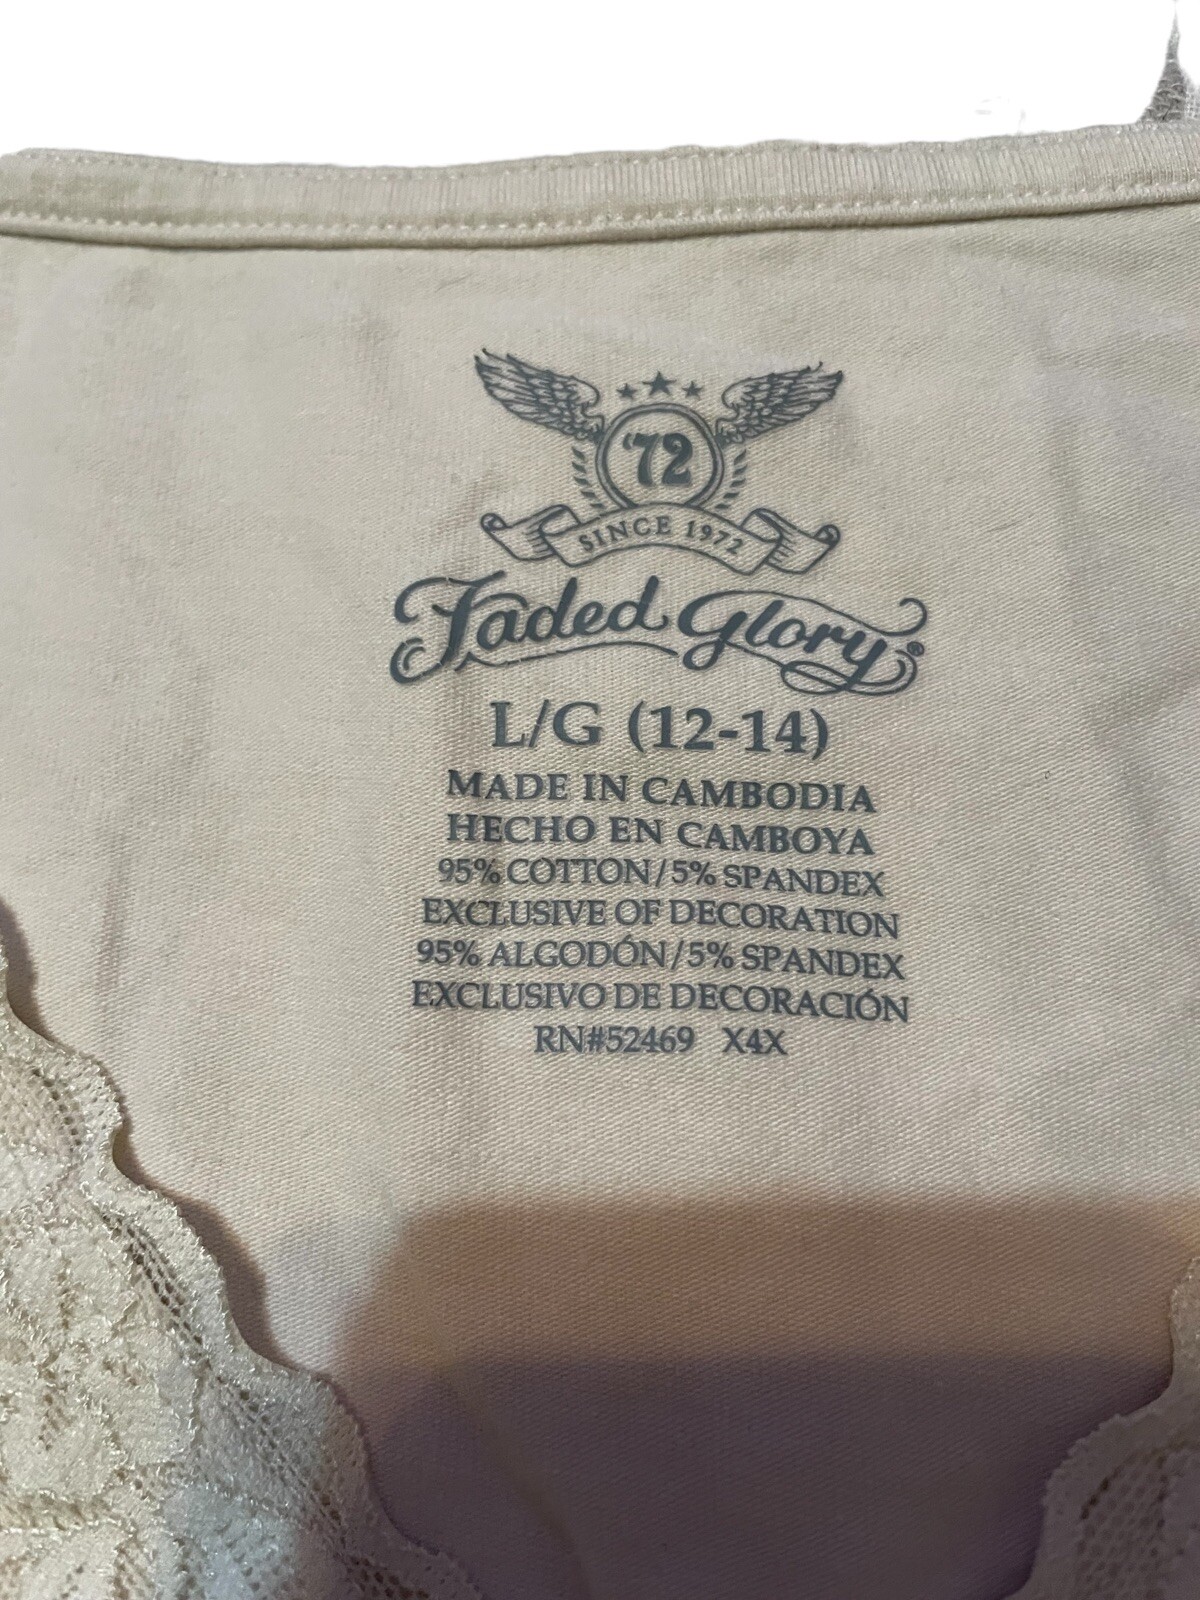 '72
SINCE 1972
Faded Glory®
L/G (12-14)
MADE IN CAMBODIA
HECHO EN CAMBOYA
95% COTTON/5% SPANDEX
EXCLUSIVE OF DECORATION
95% ALGODÓN/5% SPANDEX
EXCLUSIVO DE DECORACIÓN
RN#52469 X4X